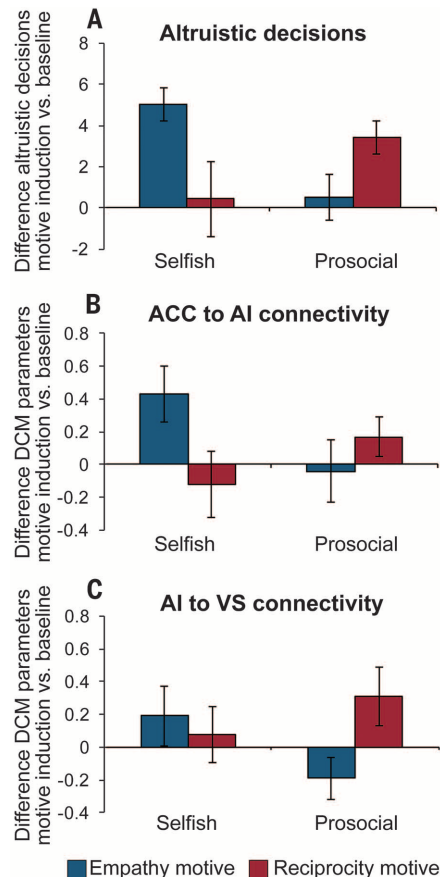 A Altruistic decisions
Difference altruistic decisions
motive induction vs. baseline
8
6
4
2
0
-2
Selfish Prosocial
B ACC to AI connectivity
Difference DCM parameters
motive induction vs. baseline
0.8
0.6
0.4
0.2
0
-0.2
-0.4
Selfish Prosocial
C AI to VS connectivity
Difference DCM parameters
motive induction vs. baseline
0.8
0.6
0.4
0.2
0
-0.2
-0.4
Selfish Prosocial
Empathy motive Reciprocity motive